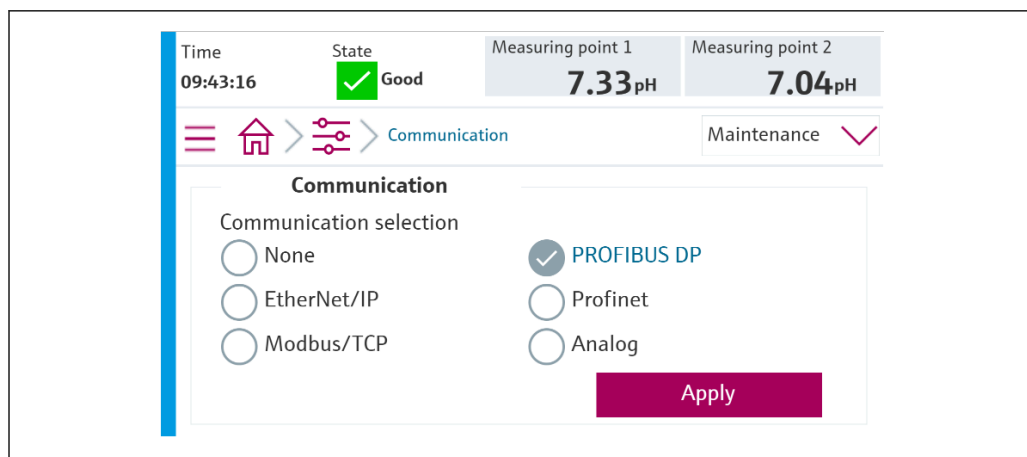 Time State Measuring point 1 Measuring point 2
09:43:16 Good 7.33pH 7.04pH
Communication Maintenance
Communication
Communication selection
None PROFIBUS DP
EtherNet/IP Profinet
Modbus/TCP Analog
Apply